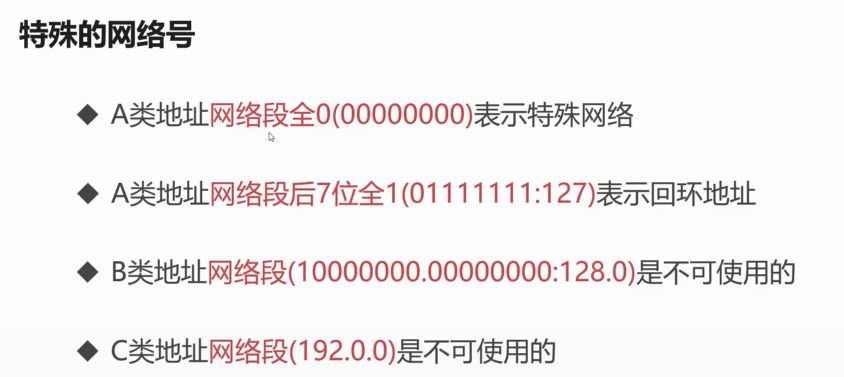 特殊的网络号
◆ A类地址网络段全0(00000000)表示特殊网络
◆ A类地址网络段后7位全1(01111111:127)表示回环地址
◆ B类地址网络段(10000000.00000000:128.0)是不可使用的
◆ C类地址网络段(192.0.0)是不可使用的